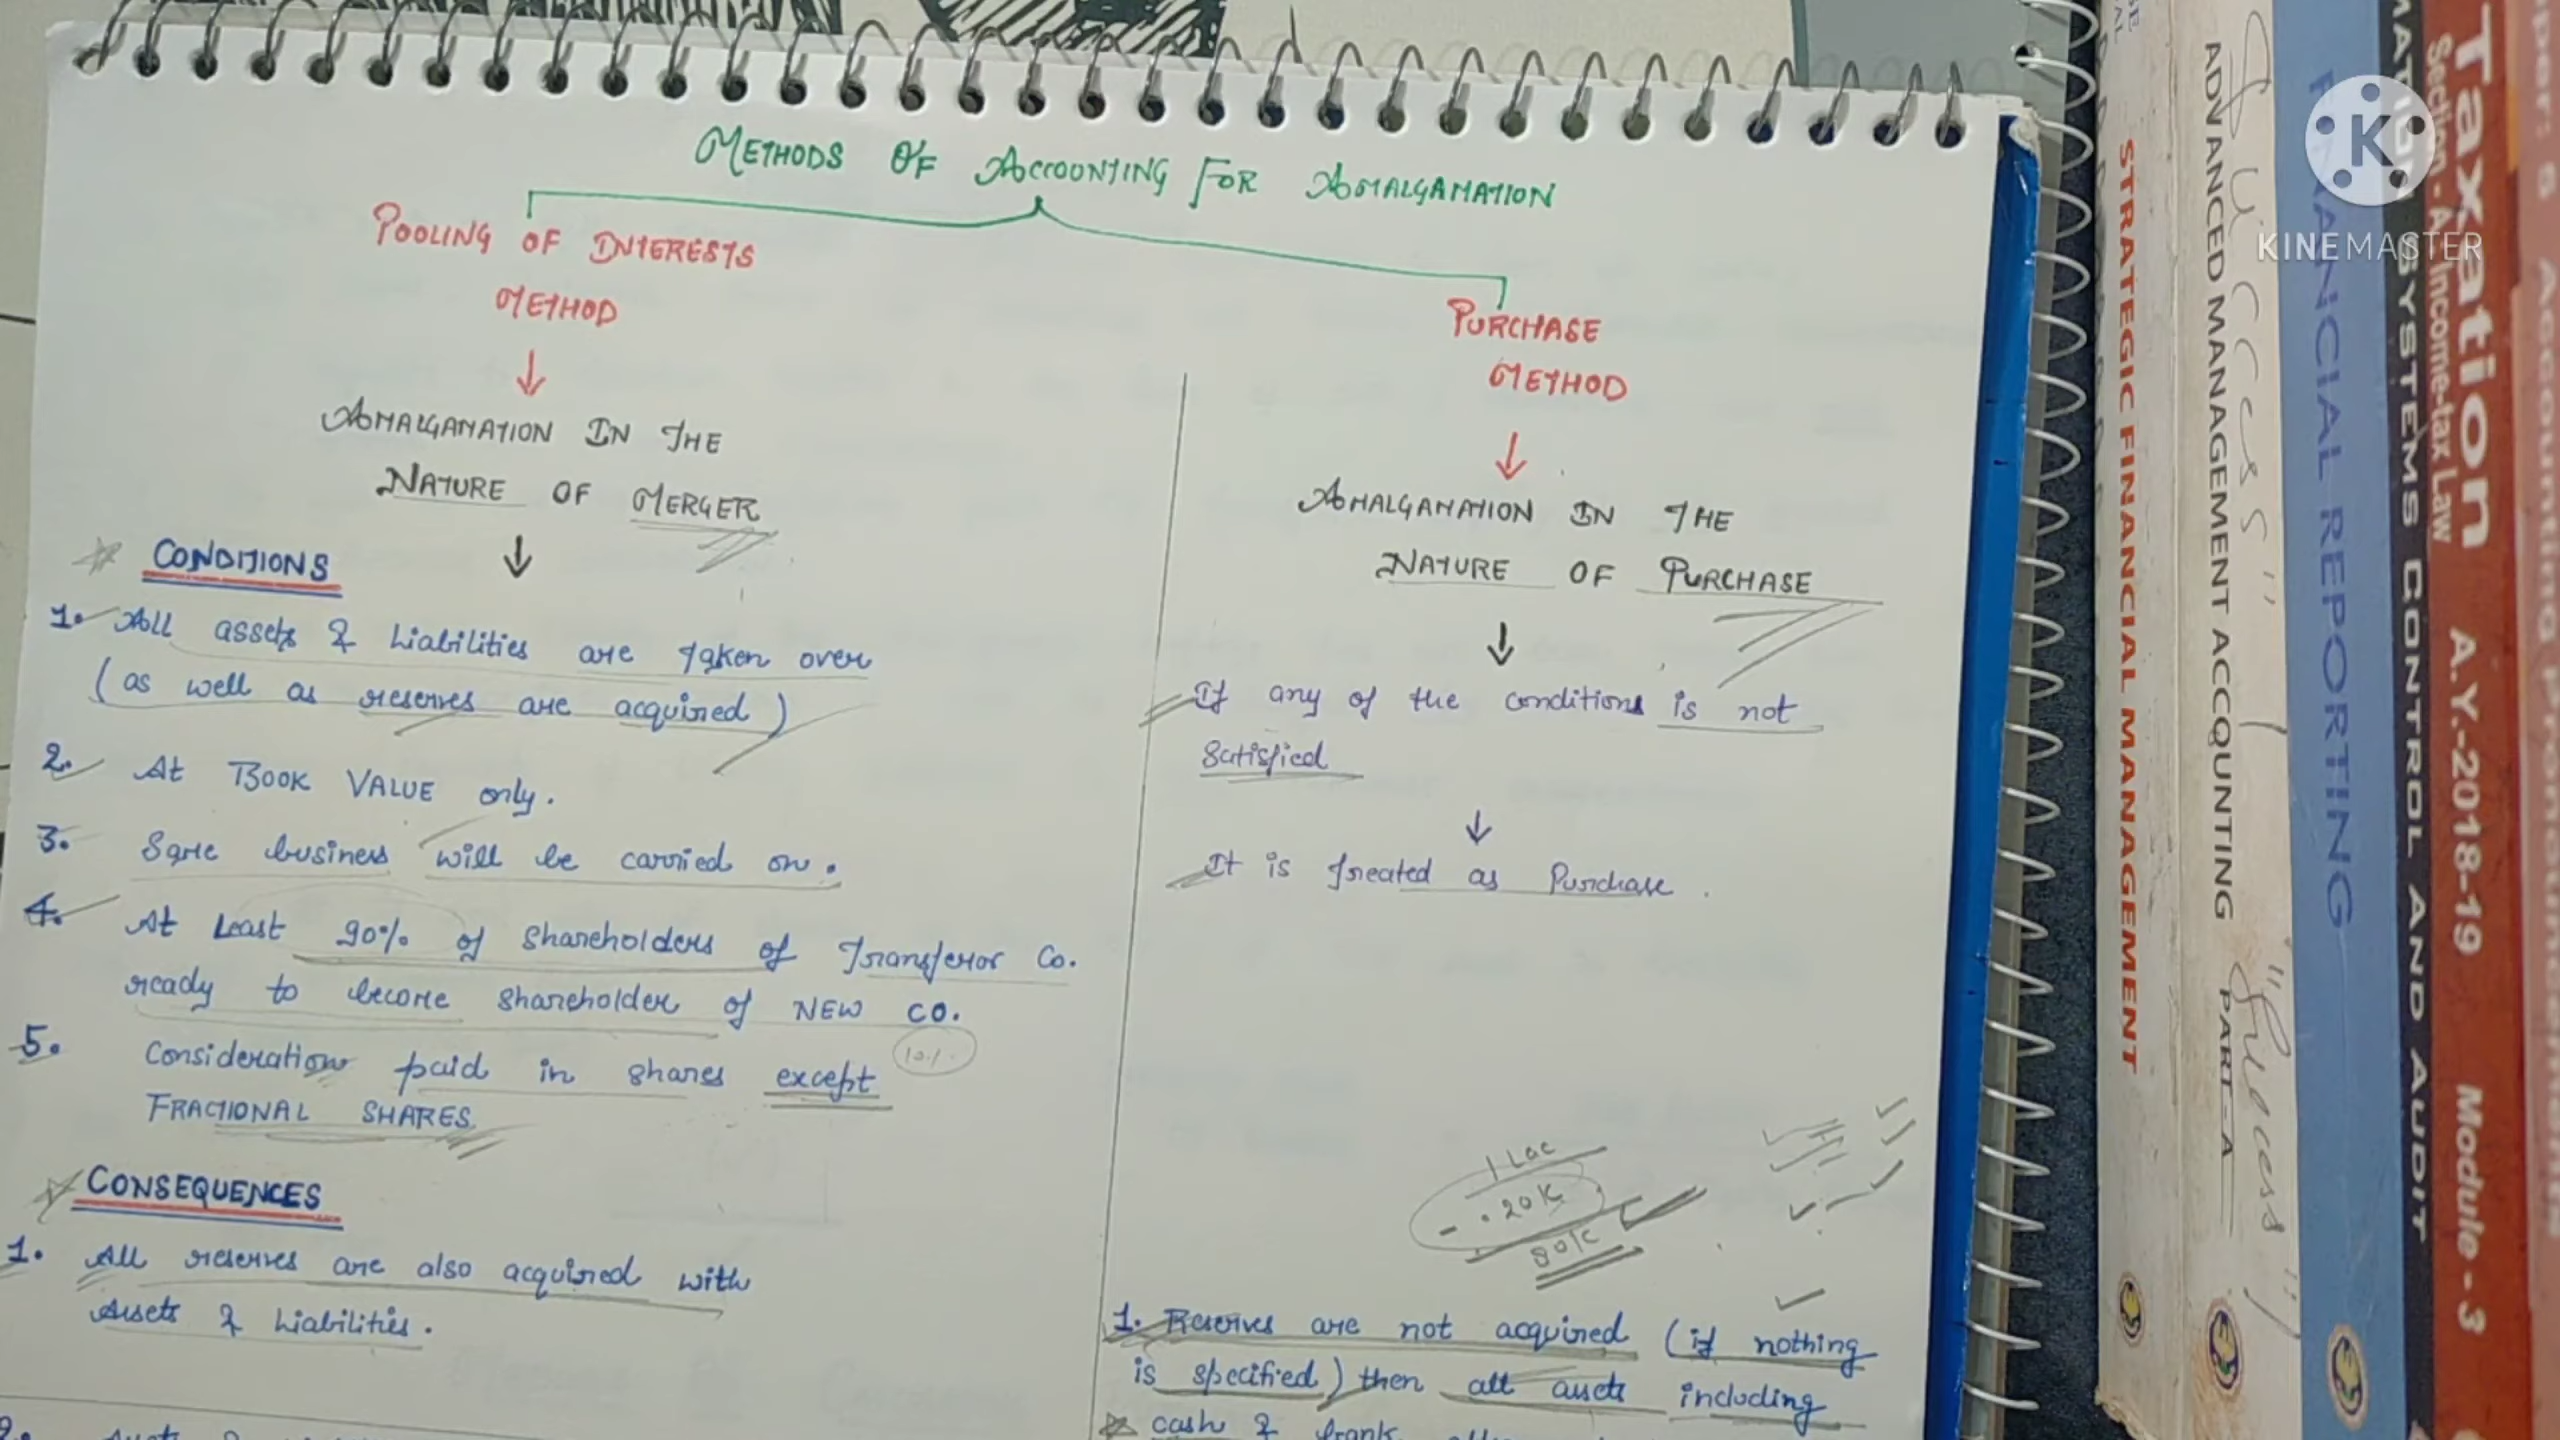 METHODS OF ACCOUNTING FOR AMALGAMATION
POOLING OF INTERESTS
METHOD
AMALGAMATION IN THE
NATURE OF MERGER
CONDITIONS
1. All assets & Liabilities are taken over
(as well as reserves are acquired)
2. At BOOK VALUE only.
3. Same business will be carried on.
4. At Least 90% of shareholders of Transferor Co.
ready to become shareholder of NEW CO.
5. Consideration paid in shares except
10%
FRACTIONAL SHARES
CONSEQUENCES
1. All reserves are also acquired with
Assets & Liabilities.
PURCHASE
METHOD
AMALGAMATION IN THE
NATURE OF PURCHASE
If any of the conditions is not
Satisfied
It is treated as Purchase.
1 Lac
- 20K
80K
1. Reserves are not acquired (if nothing
is specified) then all assets including
cash &
STRATEGIC FINANCIAL MANAGEMENT
ADVANCED MANAGEMENT ACCOUNTING PART-A
"Success"
FINANCIAL REPORTING
SYSTEMS CONTROL AND AUDIT
Taxation
Section - A: Income-tax Law
A.Y.-2018-19 Module - 3
K
KINEMASTER